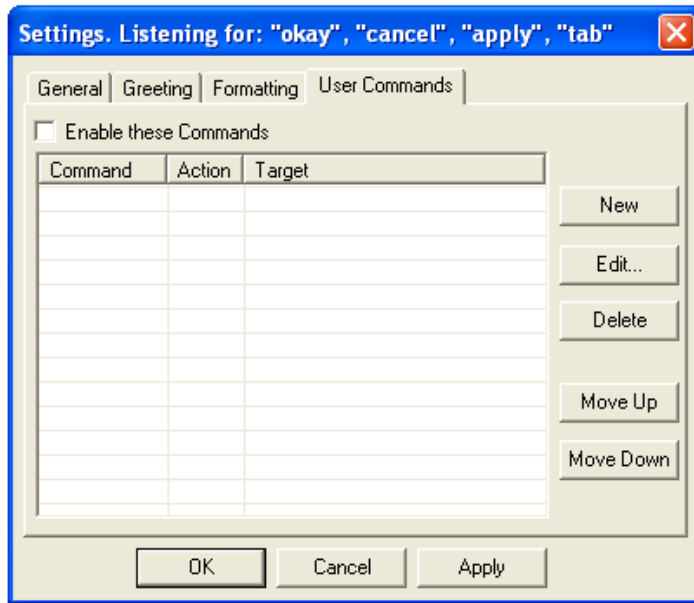 Settings. Listening for: "okay", "cancel", "apply", "tab"
General Greeting Formatting User Commands
Enable these Commands
Command Action Target
New
Edit...
Delete
Move Up
Move Down
OK Cancel Apply